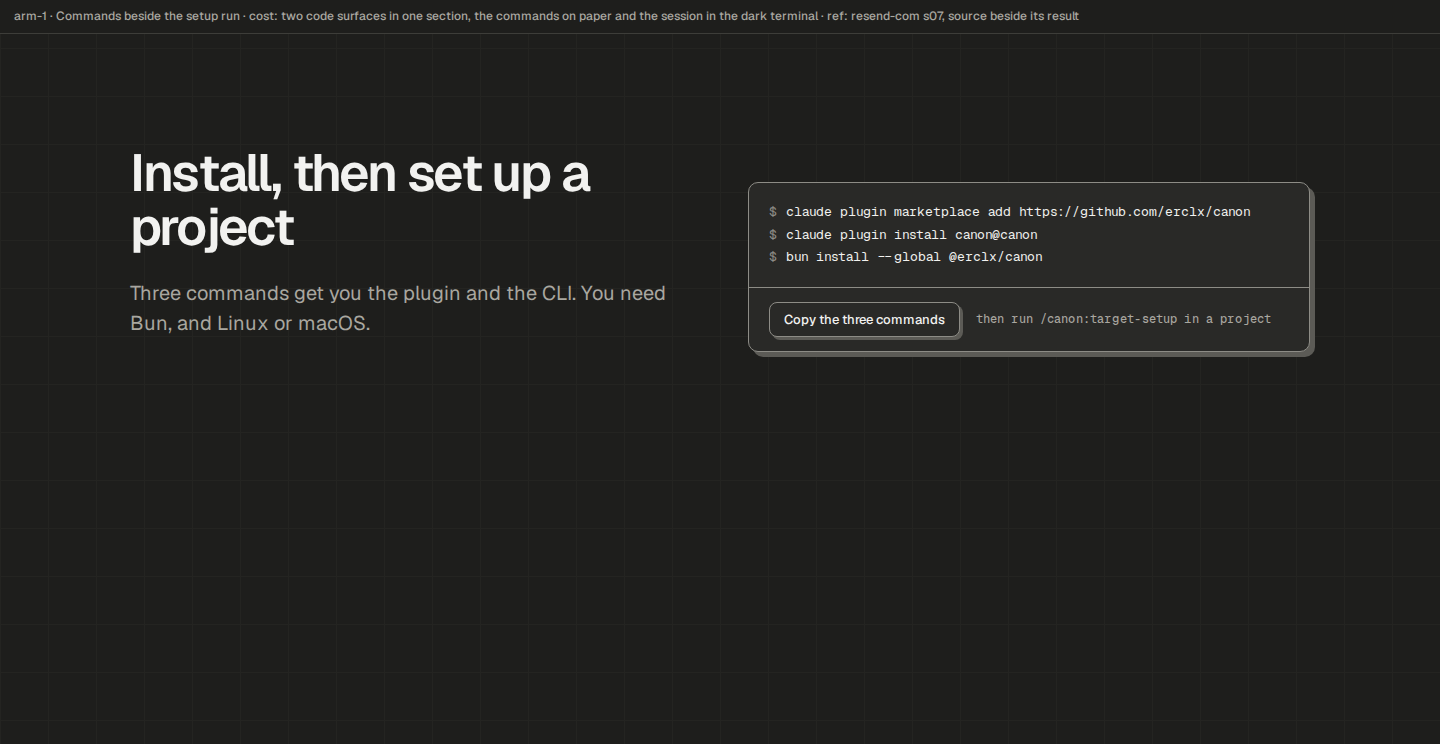 arm-1 · Commands beside the setup run · cost: two code surfaces in one section, the commands on paper and the session in the dark terminal · ref: resend-com s07, source beside its result
Install, then set up a
project
Three commands get you the plugin and the CLI. You need
Bun, and Linux or macOS.
$ claude plugin marketplace add https://github.com/erclx/canon
$ claude plugin install canon@canon
$ bun install --global @erclx/canon
Copy the three commands then run /canon:target-setup in a project